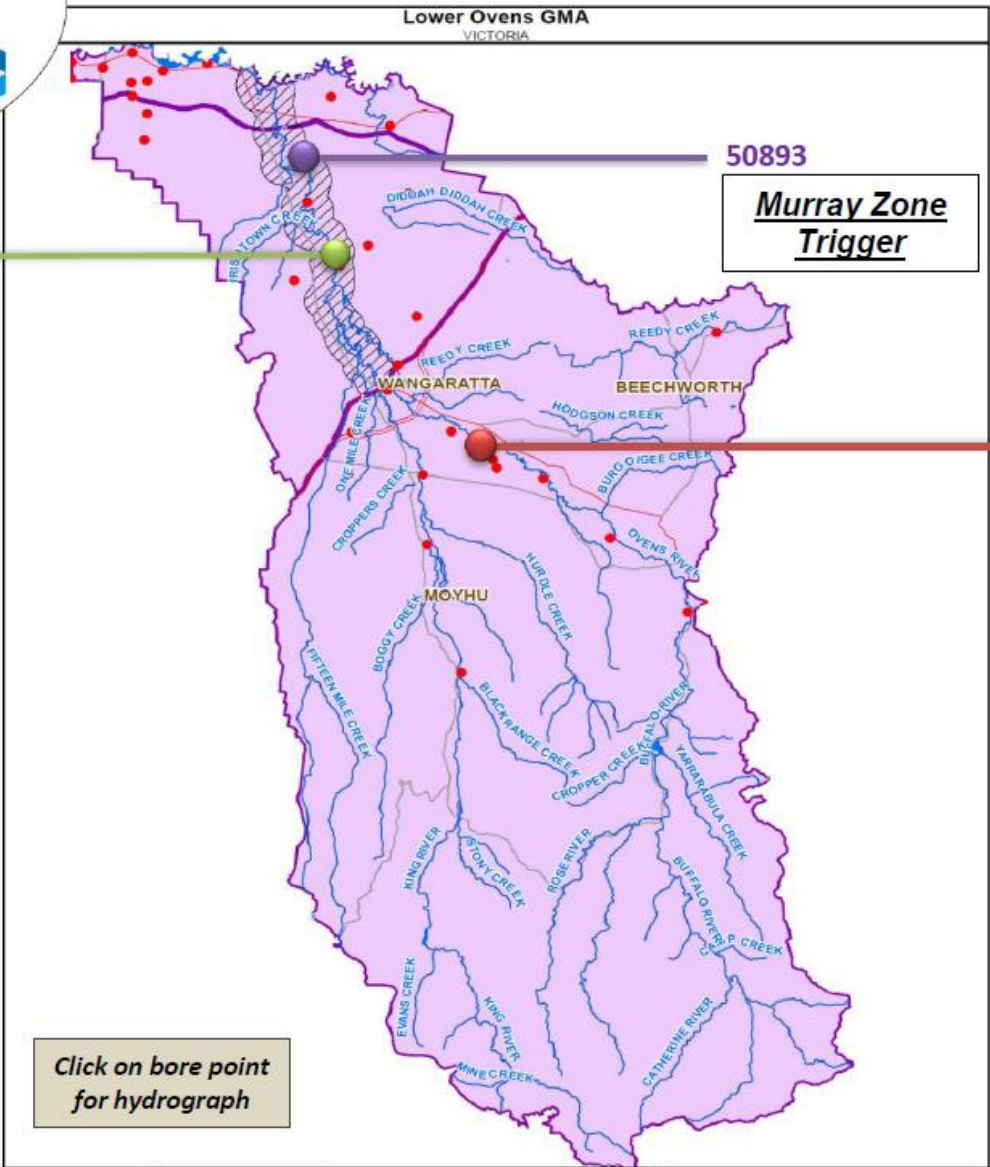 Lower Ovens GMA
VICTORIA
50893
Murray Zone
Trigger
DIDDAH DIDDAH CREEK
TOWN CREEK
REEDY CREEK
REEDY CREEK
WANGARATTA
BEECHWORTH
HODGSON CREEK
ONE MILE CREEK
CREEK
CROPPERS CREEK
OVENS RIVER
HURDLE CREEK
MOYHU
BOGGY CREEK
FIFTEEN MILE CREEK
BLACK RANGE CREEK
BUFFALO RIVER
CROPPER CREEK
YARRARABULA CREEK
KING RIVER
STONY CREEK
ROSE RIVER
BUFFALO RIVER
CREEK
EVANS CREEK
KING RIVER
CATHERINE RIVER
MINE CREEK
Click on bore point
for hydrograph